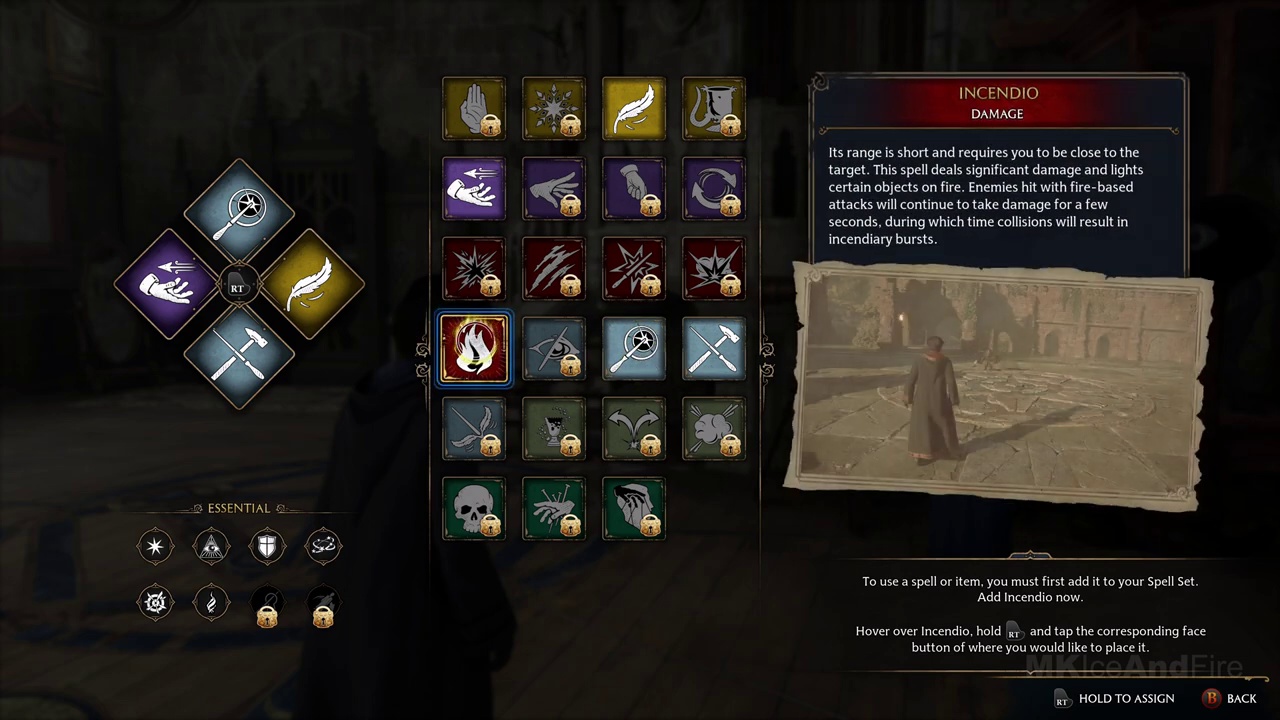 INCENDIO
DAMAGE
Its range is short and requires you to be close to the
target. This spell deals significant damage and lights
certain objects on fire. Enemies hit with fire-based
attacks will continue to take damage for a few
seconds, during which time collisions will result in
incendiary bursts.
RT
ESSENTIAL
To use a spell or item, you must first add it to your Spell Set.
Add Incendio now.
Hover over Incendio, hold RT and tap the corresponding face
button of where you would like to place it.
MKIceAndFire
RT HOLD TO ASSIGN B BACK